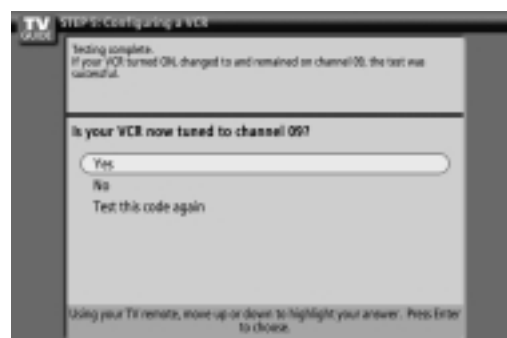 TV
GUIDE
STEP 5: Configuring a VCR
Testing complete.
If your VCR turned ON, changed to and remained on channel 09, the test was
successful.
Is your VCR now tuned to channel 09?
Yes
No
Test this code again
Using your TV remote, move up or down to highlight your answer. Press Enter
to choose.